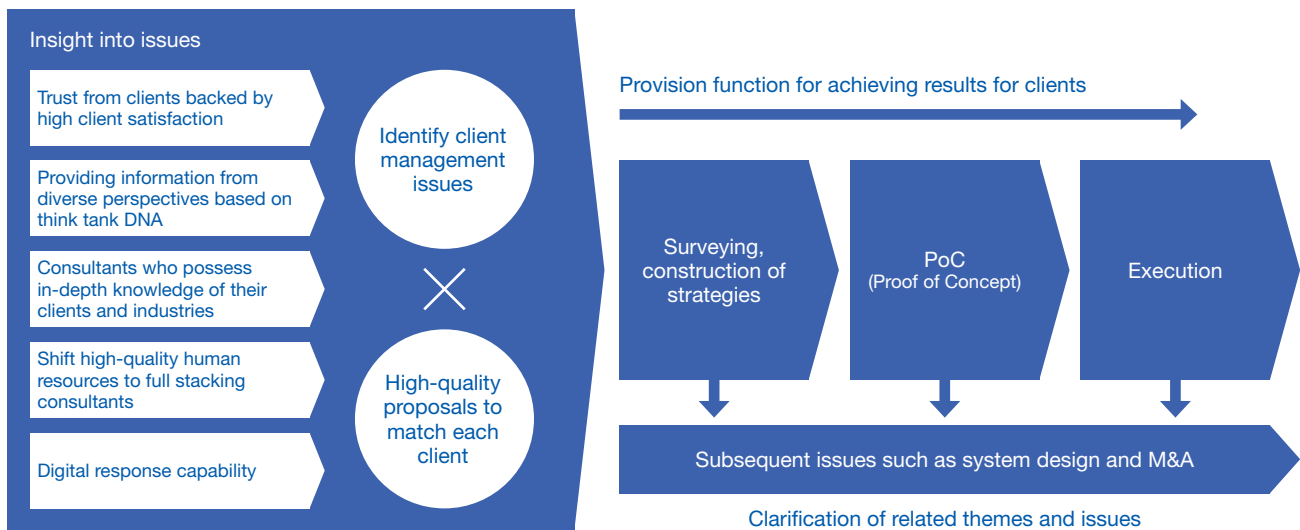 Insight into issues
Trust from clients backed by
high client satisfaction
Providing information from
diverse perspectives based on
think tank DNA
Consultants who possess
in-depth knowledge of their
clients and industries
Shift high-quality human
resources to full stacking
consultants
Digital response capability
Identify client
management
issues
High-quality
proposals to
match each
client
Provision function for achieving results for clients
Surveying,
construction of
strategies
PoC
(Proof of Concept)
Execution
Subsequent issues such as system design and M&A
Clarification of related themes and issues